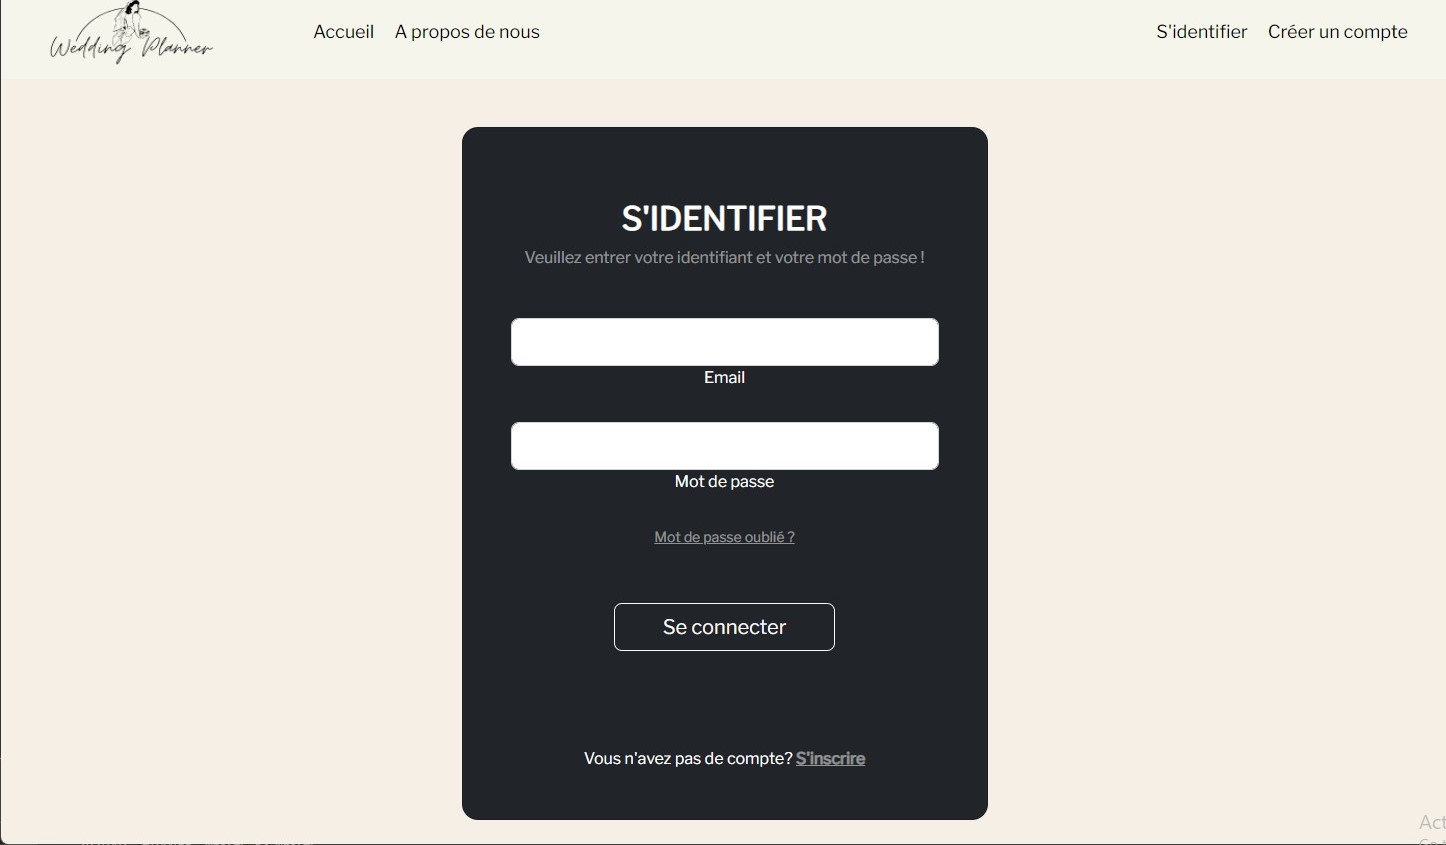 Wedding Planner
Accueil A propos de nous S'identifier Créer un compte
S'IDENTIFIER
Veuillez entrer votre identifiant et votre mot de passe !
Email
Mot de passe
Mot de passe oublié ?
Se connecter
Vous n'avez pas de compte? S'inscrire
Act